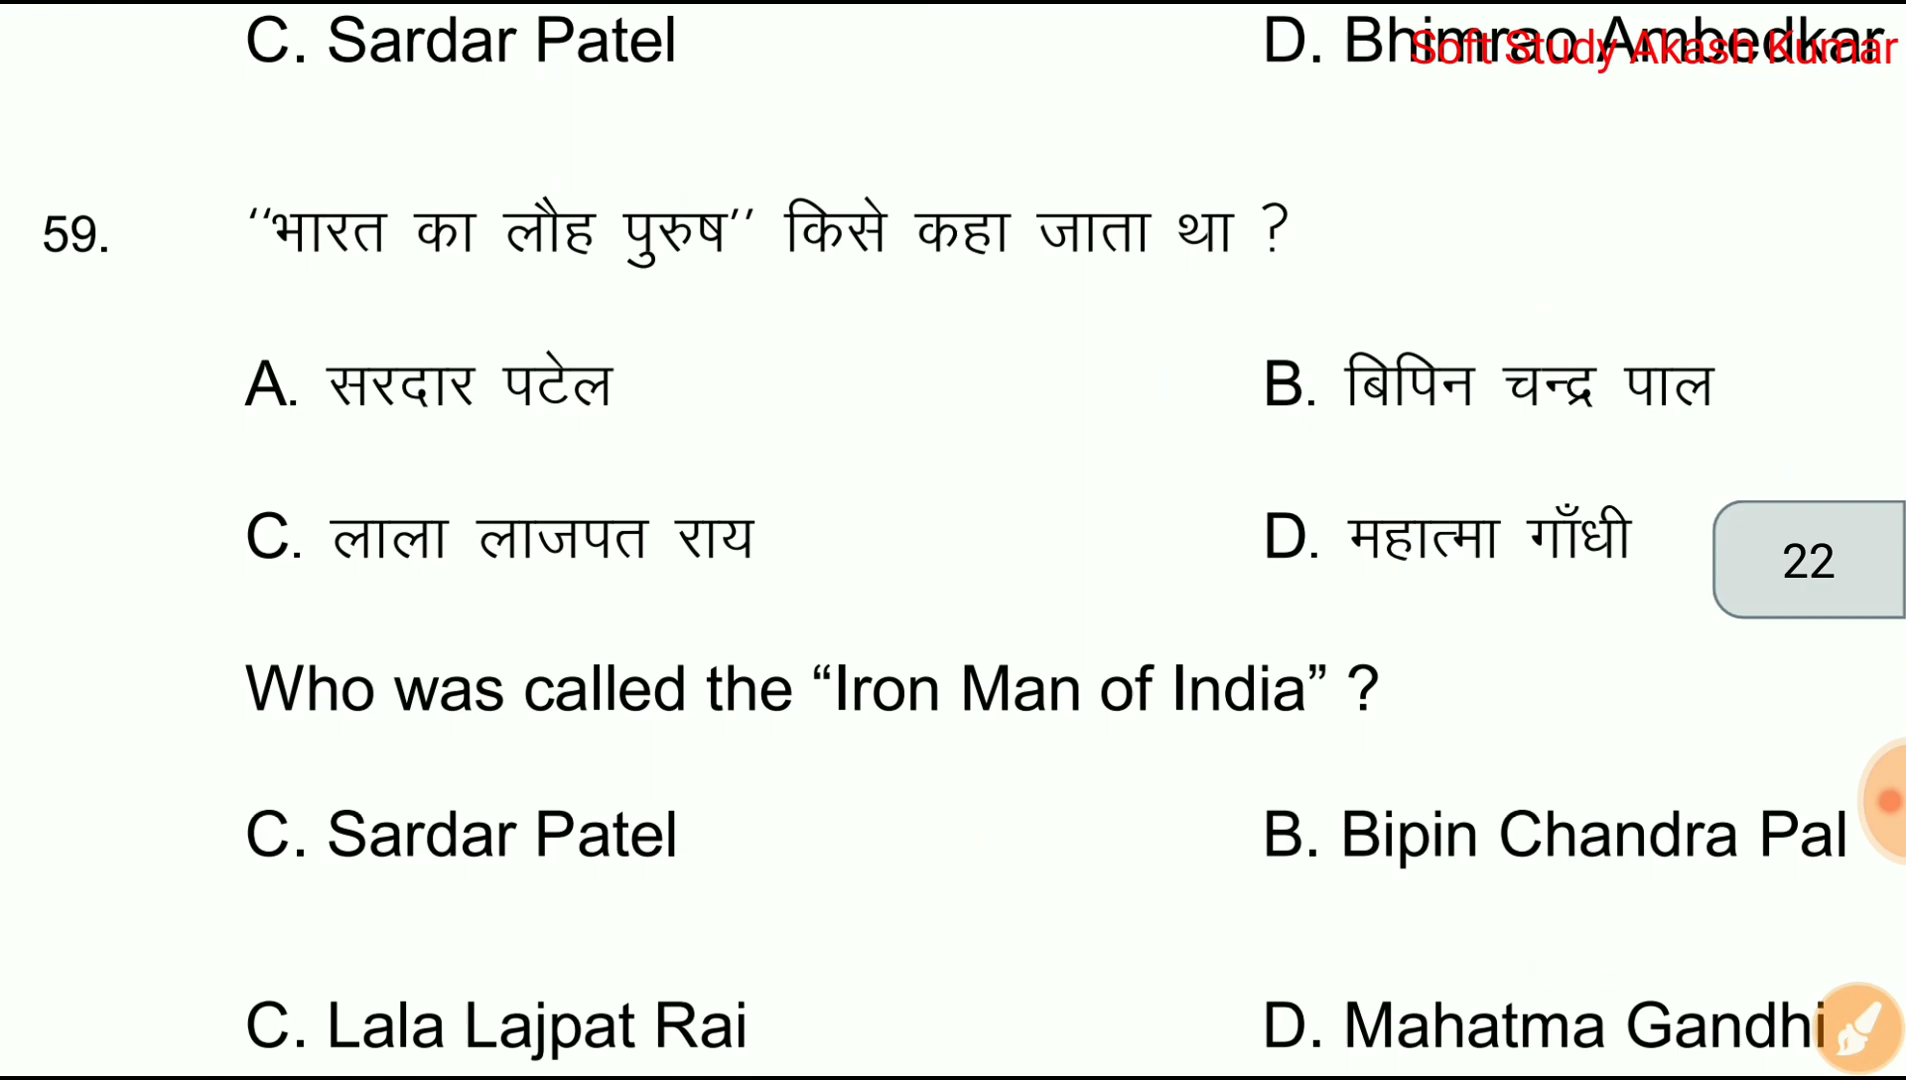 C. Sardar Patel D. Bhimrao Ambedkar
Soft Study Akash Kumar
59. ‘‘भारत का लौह पुरुष’’ किसे कहा जाता था ?
A. सरदार पटेल B. बिपिन चन्द्र पाल
C. लाला लाजपत राय D. महात्मा गाँधी
22
Who was called the “Iron Man of India” ?
C. Sardar Patel B. Bipin Chandra Pal
C. Lala Lajpat Rai D. Mahatma Gandhi